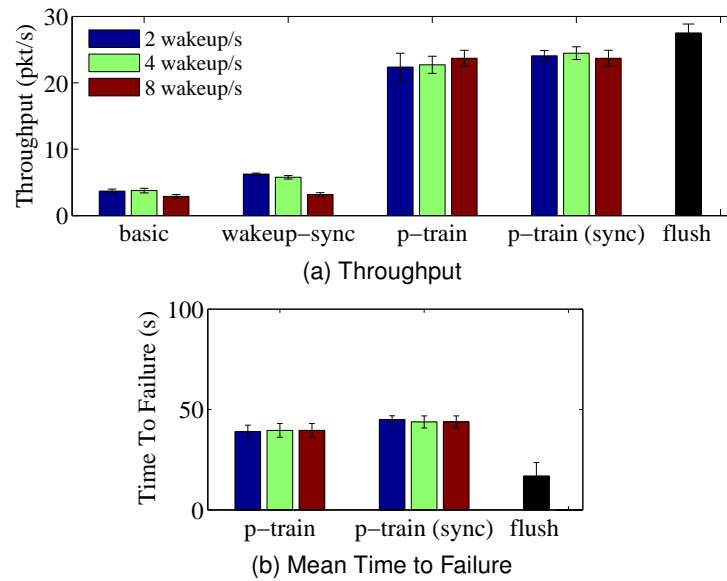 Throughput (pkt/s)
30
20
10
0
2 wakeup/s
4 wakeup/s
8 wakeup/s
basic wakeup−sync p−train p−train (sync) flush
(a) Throughput
Time To Failure (s)
100
50
0
p−train p−train (sync) flush
(b) Mean Time to Failure